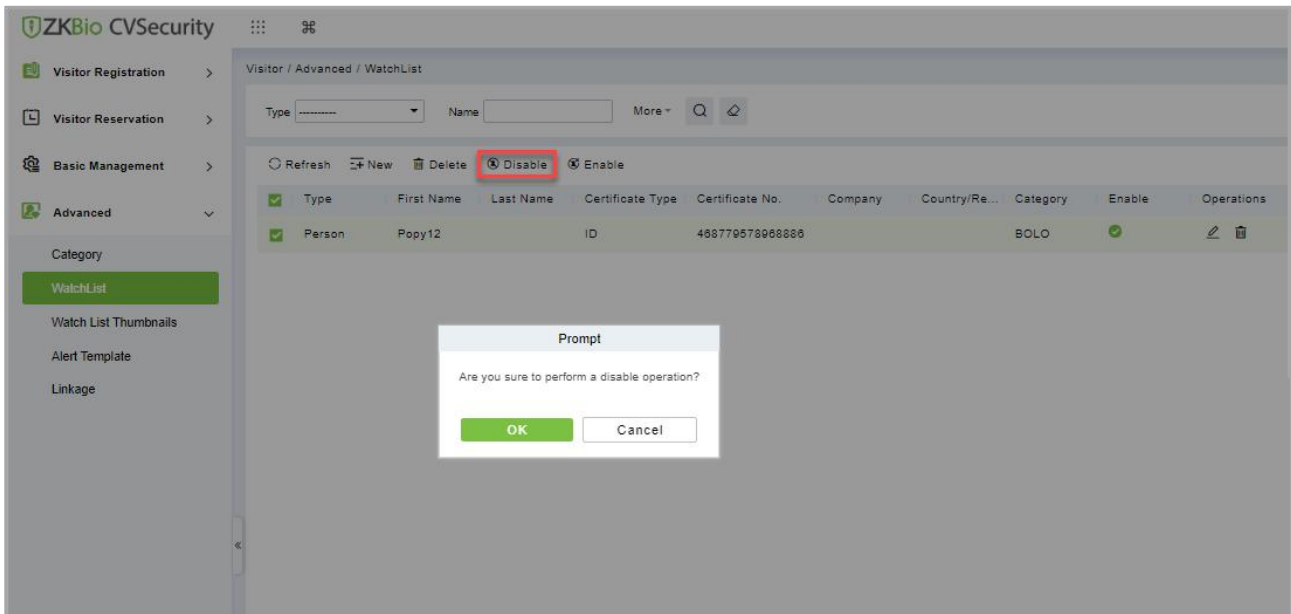 ZKBio CVSecurity
Visitor Registration
Visitor Reservation
Basic Management
Advanced
Category
WatchList
Watch List Thumbnails
Alert Template
Linkage
Visitor / Advanced / WatchList
Type ---------- Name More
Refresh New Delete Disable Enable
Type First Name Last Name Certificate Type Certificate No. Company Country/Re... Category Enable Operations
Person Popy12 ID 468779578968886 BOLO
Prompt
Are you sure to perform a disable operation?
OK Cancel